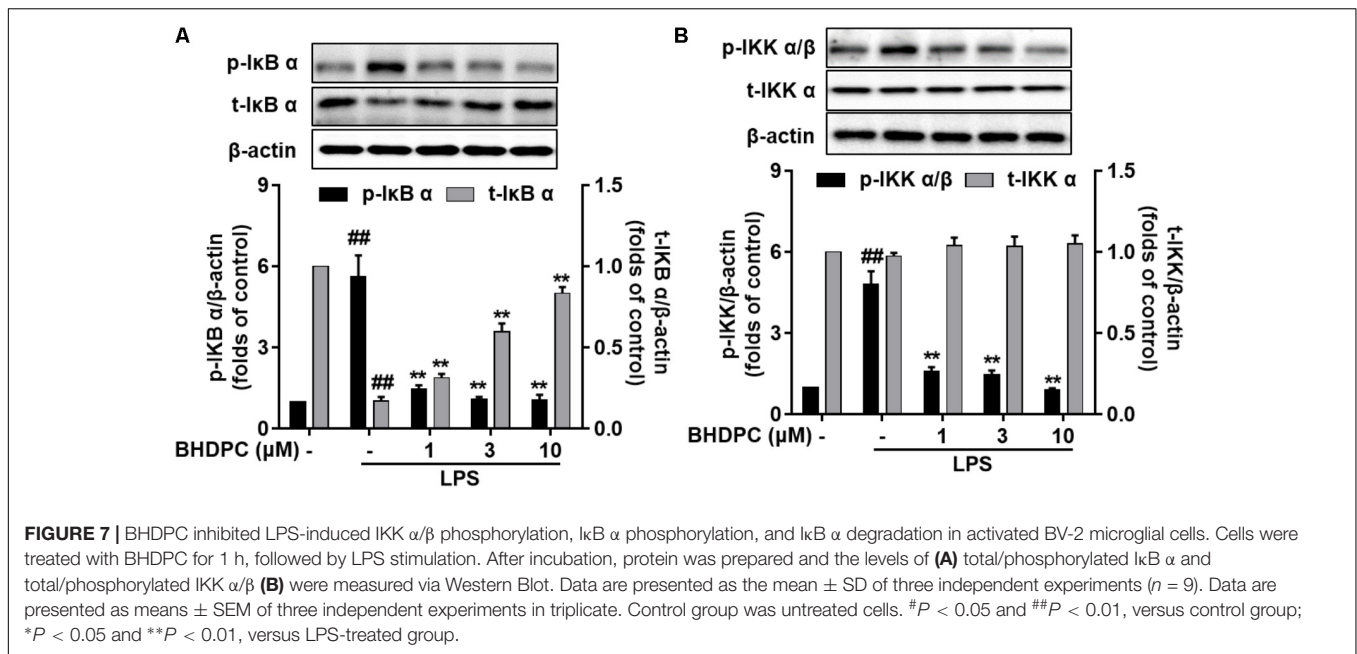 A
p-IκB α
t-IκB α
β-actin
p-IκB α t-IκB α
p-IKB α/β-actin
(folds of control)
9
6
3
0
##
##
**
**
**
**
**
**
1.5
1.0
0.5
0.0
t-IKB α/β-actin
(folds of control)
BHDPC (μM) - - 1 3 10
LPS
B
p-IKK α/β
t-IKK α
β-actin
p-IKK α/β t-IKK α
p-IKK/β-actin
(folds of control)
9
6
3
0
##
**
**
**
1.5
1.0
0.5
0.0
t-IKK/β-actin
(folds of control)
BHDPC (μM) - - 1 3 10
LPS
FIGURE 7 | BHDPC inhibited LPS-induced IKK α/β phosphorylation, IκB α phosphorylation, and IκB α degradation in activated BV-2 microglial cells. Cells were
treated with BHDPC for 1 h, followed by LPS stimulation. After incubation, protein was prepared and the levels of (A) total/phosphorylated IκB α and
total/phosphorylated IKK α/β (B) were measured via Western Blot. Data are presented as the mean ± SD of three independent experiments (n = 9). Data are
presented as means ± SEM of three independent experiments in triplicate. Control group was untreated cells. #P < 0.05 and ##P < 0.01, versus control group;
*P < 0.05 and **P < 0.01, versus LPS-treated group.